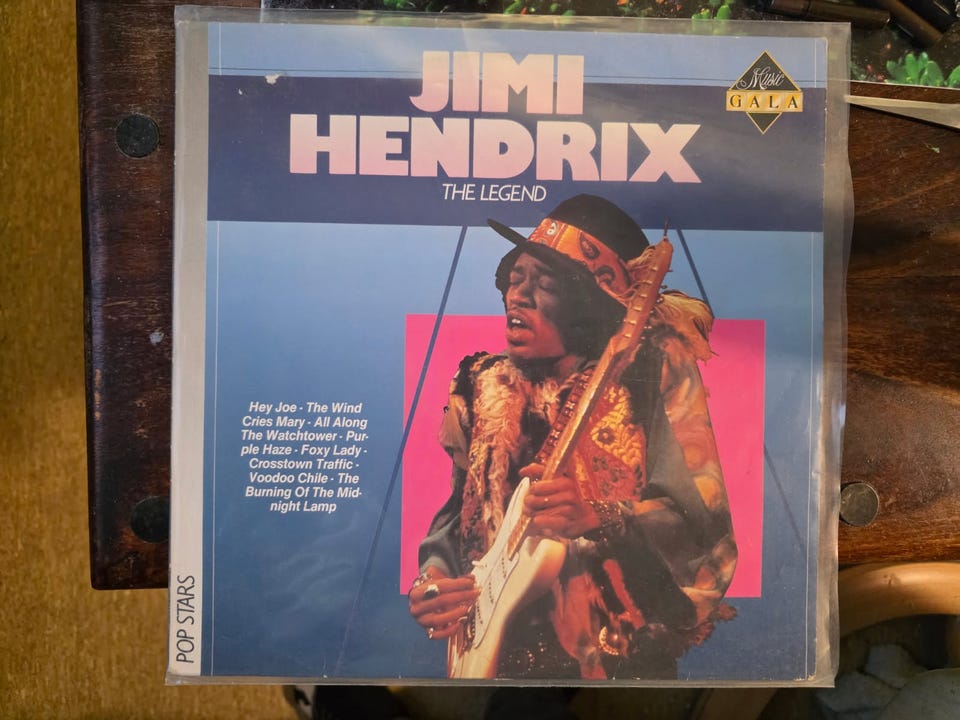 JIMI
HENDRIX
THE LEGEND
Music
GALA
Hey Joe - The Wind
Cries Mary - All Along
The Watchtower - Pur-
ple Haze - Foxy Lady -
Crosstown Traffic -
Voodoo Chile - The
Burning Of The Mid-
night Lamp
POP STARS